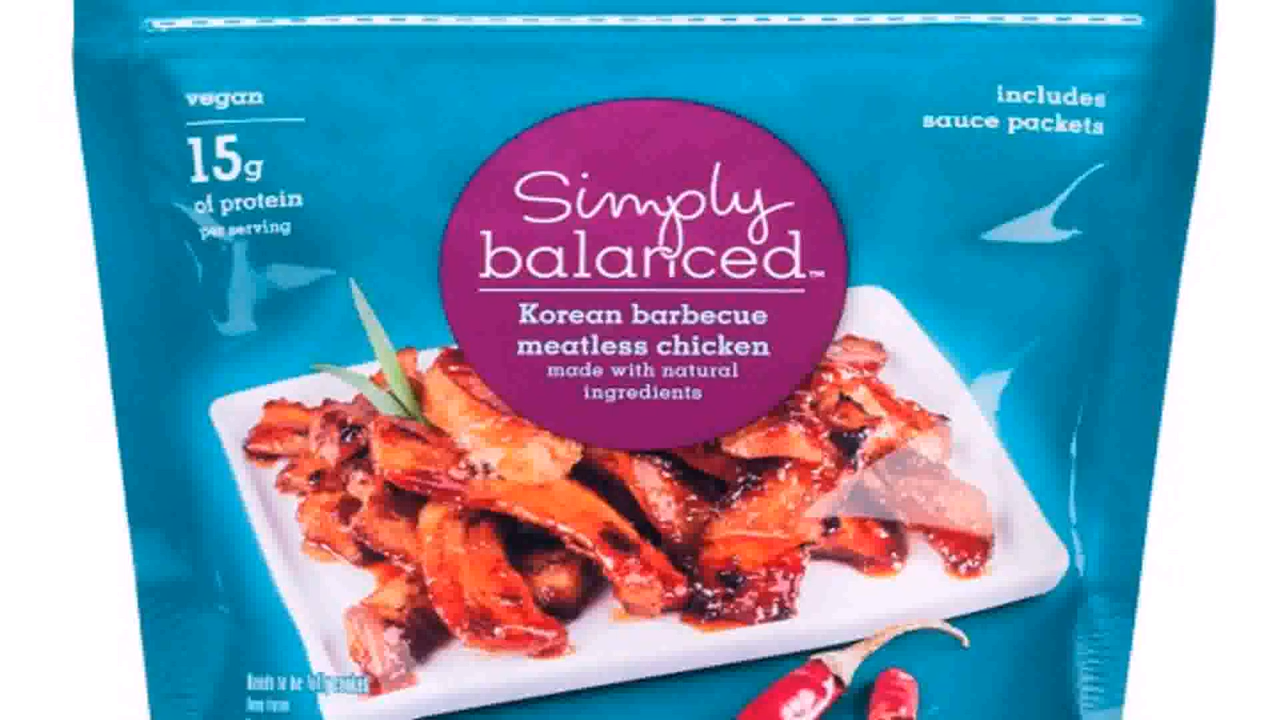 vegan
15g
of protein
per serving
includes
sauce packets
Simply
balanced™
Korean barbecue
meatless chicken
made with natural
ingredients